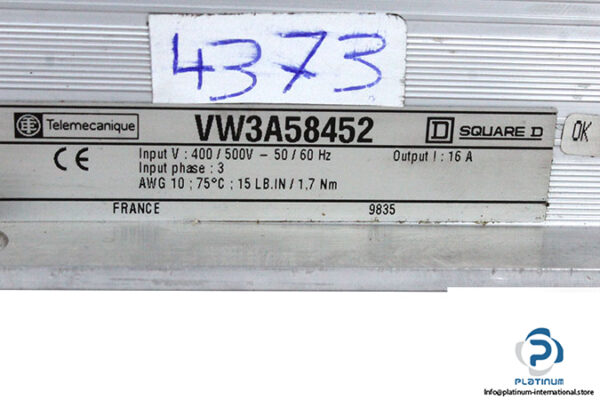 4373
Telemecanique
VW3A58452
SQUARE D
OK
Input V : 400 / 500V – 50 / 60 Hz
Output I : 16 A
Input phase : 3
AWG 10 ; 75°C ; 15 LB.IN / 1,7 Nm
CE
FRANCE
9835
PLATINUM
Info@platinum-international.store